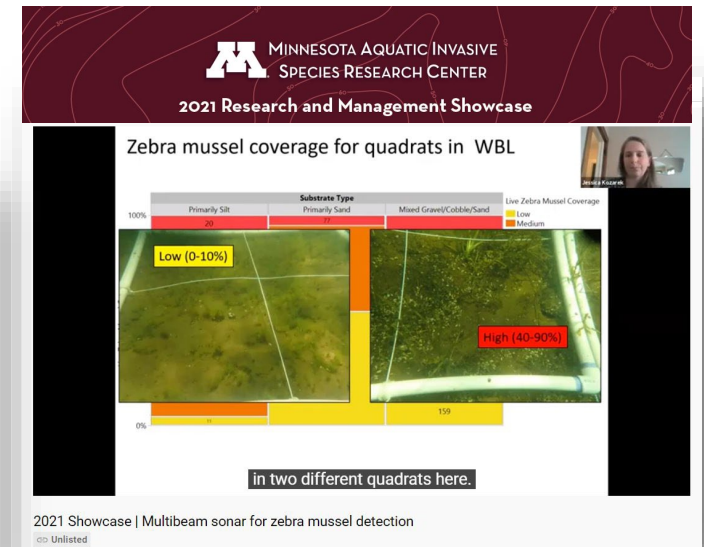 MINNESOTA AQUATIC INVASIVE
SPECIES RESEARCH CENTER
2021 Research and Management Showcase
Zebra mussel coverage for quadrats in WBL
Jessica Kozarek
Substrate Type
Primarily Silt
Primarily Sand
Mixed Gravel/Cobble/Sand
Live Zebra Mussel Coverage
Low
Medium
100%
20
77
Low (0-10%)
High (40-90%)
159
0%
in two different quadrats here.
2021 Showcase | Multibeam sonar for zebra mussel detection
Unlisted